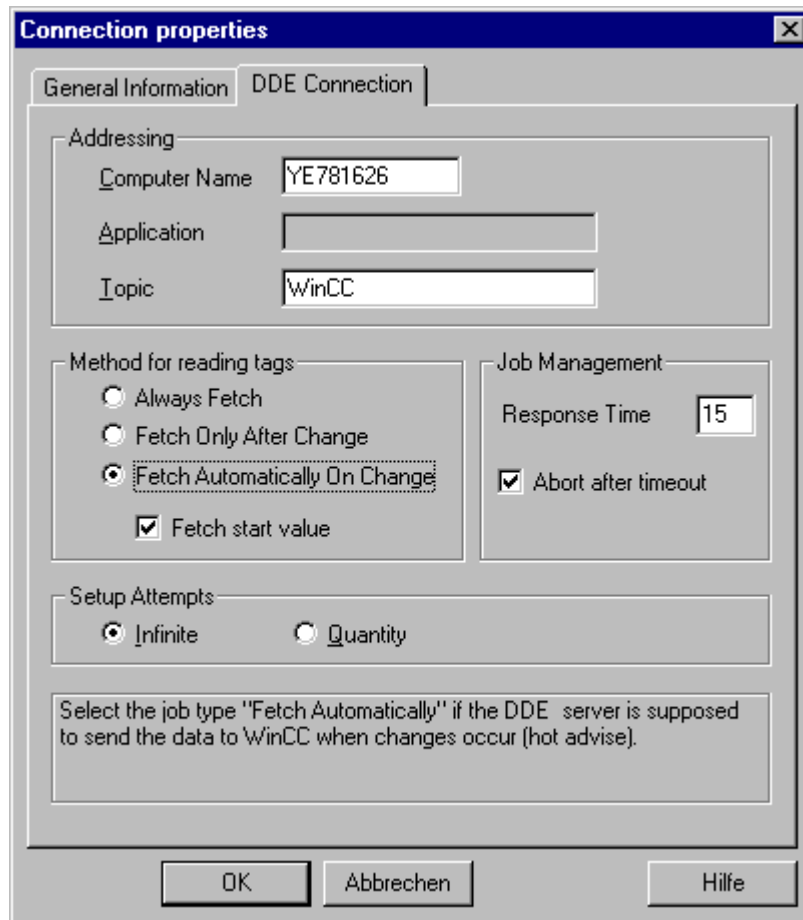 Connection properties
General Information
DDE Connection
Addressing
Computer Name YE781626
Application
Topic WinCC
Method for reading tags
Always Fetch
Fetch Only After Change
Fetch Automatically On Change
Fetch start value
Job Management
Response Time 15
Abort after timeout
Setup Attempts
Infinite Quantity
Select the job type "Fetch Automatically" if the DDE server is supposed
to send the data to WinCC when changes occur (hot advise).
OK Abbrechen Hilfe